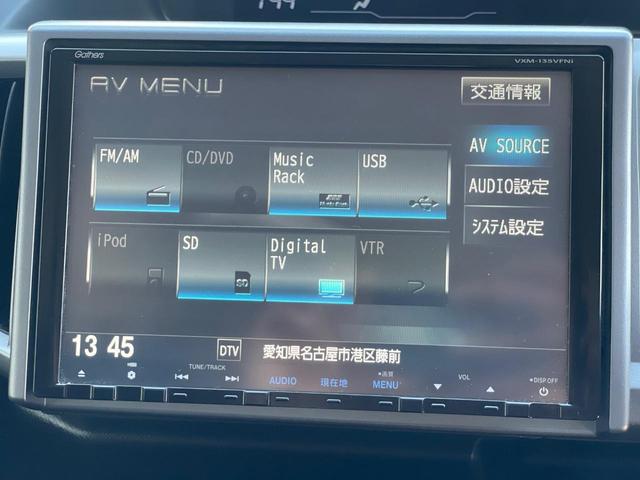 Gathers
VXM-135VFNi
AV MENU
交通情報
FM/AM
CD/DVD
Music Rack
USB
AV SOURCE
AUDIO設定
システム設定
iPod
SD
SD
Digital TV
VTR
13 45
DTV
愛知県名古屋市港区藤前
TUNE/TRACK
AUDIO
現在地
●画質
MENU
VOL
●DISP OFF